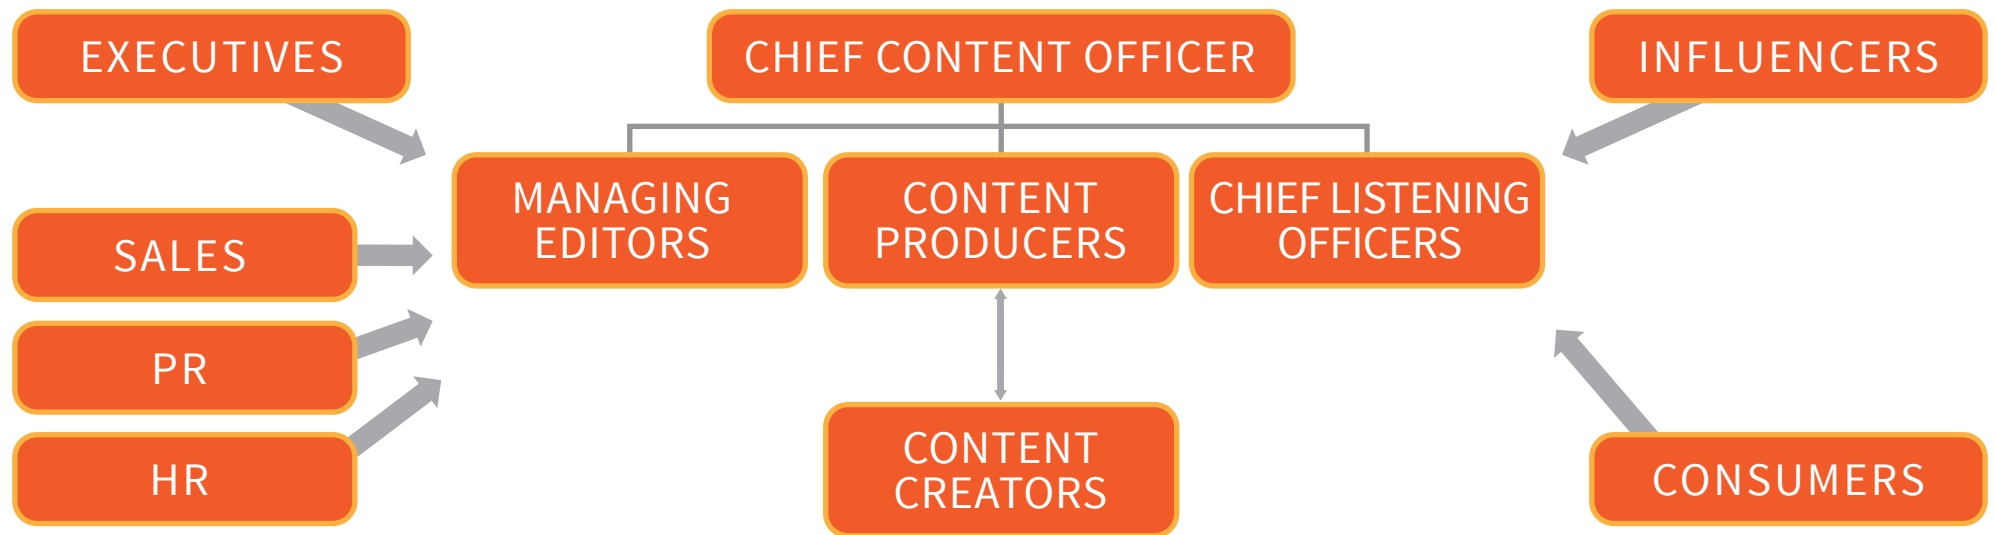 EXECUTIVES
CHIEF CONTENT OFFICER
INFLUENCERS
MANAGING
EDITORS
CONTENT
PRODUCERS
CHIEF LISTENING
OFFICERS
SALES
PR
HR
CONTENT
CREATORS
CONSUMERS